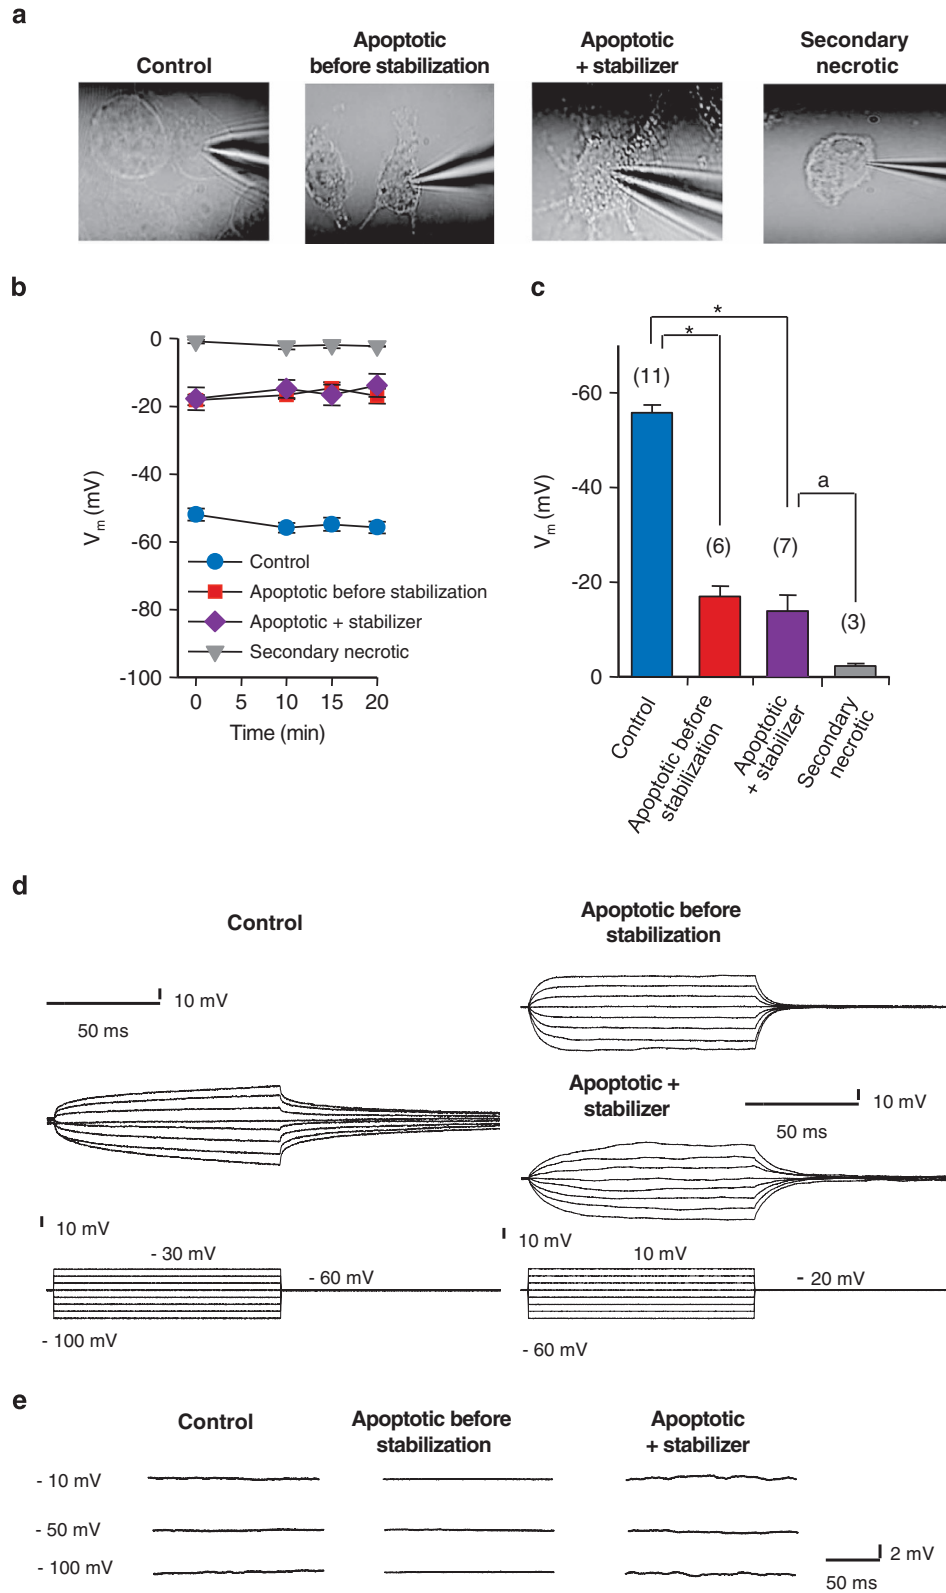 a
Control
Apoptotic
before stabilization
Apoptotic
+ stabilizer
Secondary
necrotic
b
0
-20
-40
-60
-80
-100
Vm (mV)
Control
Apoptotic before stabilization
Apoptotic + stabilizer
Secondary necrotic
0 5 10 15 20
Time (min)
c
*
*
a
(11)
(6)
(7)
(3)
-60
-40
-20
0
Vm (mV)
Control
Apoptotic before
stabilization
Apoptotic
+ stabilizer
Secondary
necrotic
d
Control
10 mV
50 ms
10 mV
- 30 mV
- 60 mV
- 100 mV
Apoptotic before
stabilization
Apoptotic +
stabilizer
10 mV
50 ms
10 mV
10 mV
- 20 mV
- 60 mV
e
Control
Apoptotic before
stabilization
Apoptotic
+ stabilizer
- 10 mV
- 50 mV
- 100 mV
2 mV
50 ms